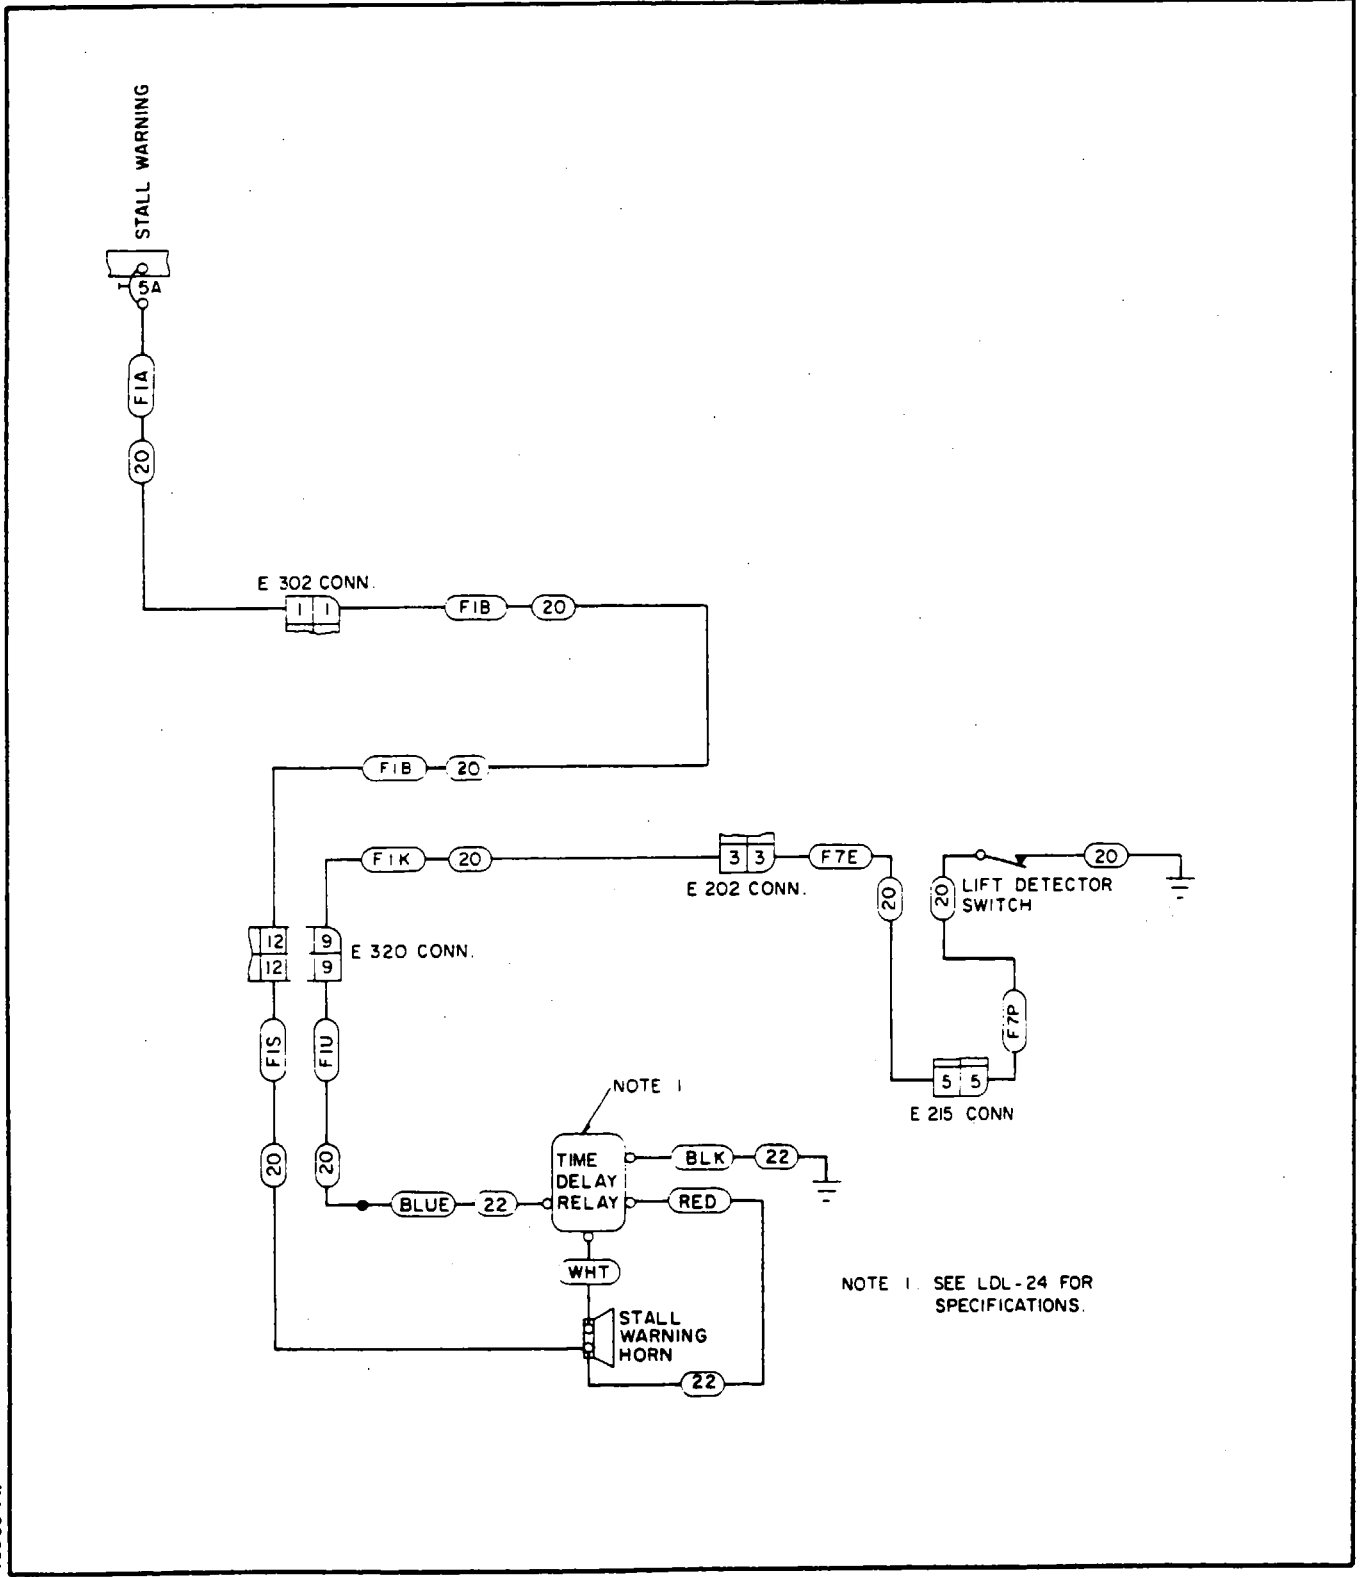 STALL WARNING
5A
F1A
20
E 302 CONN.
1 1
F1B
20
F1B
20
F1K
20
3 3
F7E
E 202 CONN.
20
20
LIFT DETECTOR
SWITCH
20
12 9
12 9
E 320 CONN.
F1S
F1U
F7P
5 5
E 215 CONN
NOTE 1
20
20
TIME
DELAY
RELAY
BLK
22
BLUE
22
RED
WHT
STALL
WARNING
HORN
22
NOTE 1. SEE LDL-24 FOR
SPECIFICATIONS.